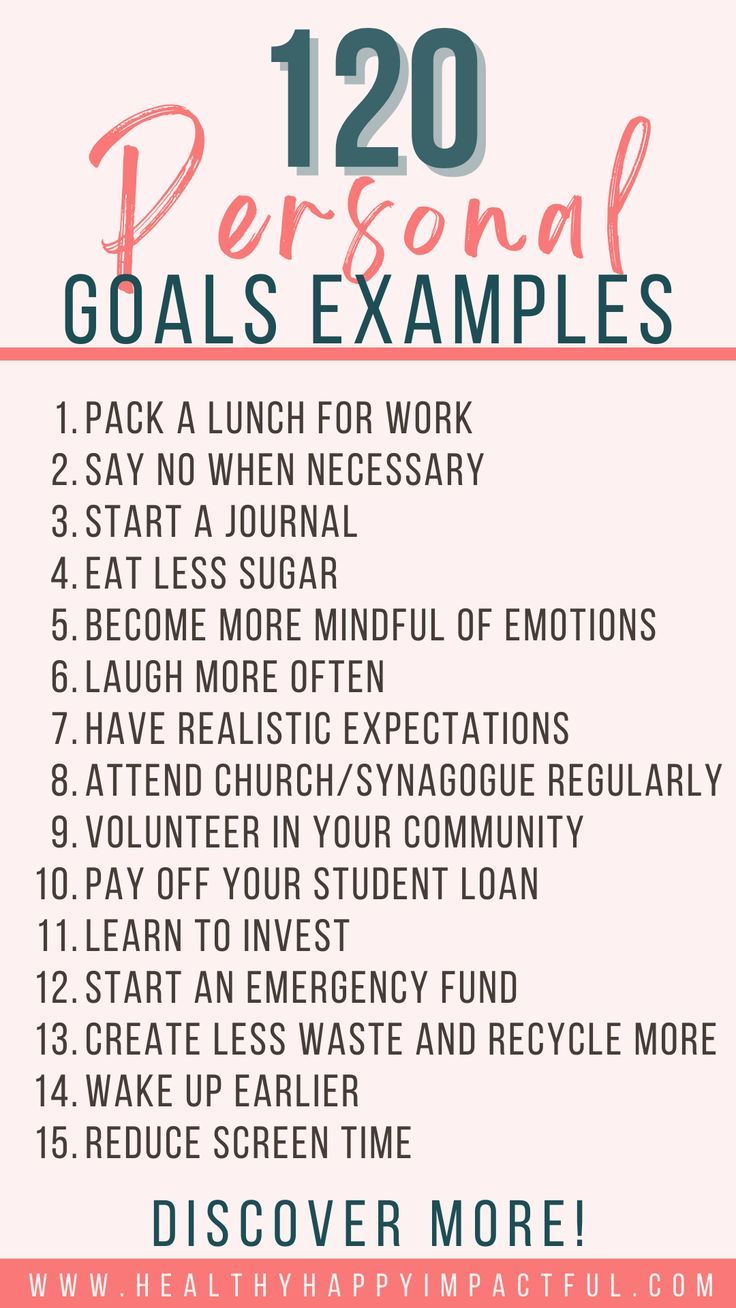 120
Personal
GOALS EXAMPLES
1. PACK A LUNCH FOR WORK
2. SAY NO WHEN NECESSARY
3. START A JOURNAL
4. EAT LESS SUGAR
5. BECOME MORE MINDFUL OF EMOTIONS
6. LAUGH MORE OFTEN
7. HAVE REALISTIC EXPECTATIONS
8. ATTEND CHURCH/SYNAGOGUE REGULARLY
9. VOLUNTEER IN YOUR COMMUNITY
10. PAY OFF YOUR STUDENT LOAN
11. LEARN TO INVEST
12. START AN EMERGENCY FUND
13. CREATE LESS WASTE AND RECYCLE MORE
14. WAKE UP EARLIER
15. REDUCE SCREEN TIME
DISCOVER MORE!
WWW.HEALTHYHAPPYIMPACTFUL.COM